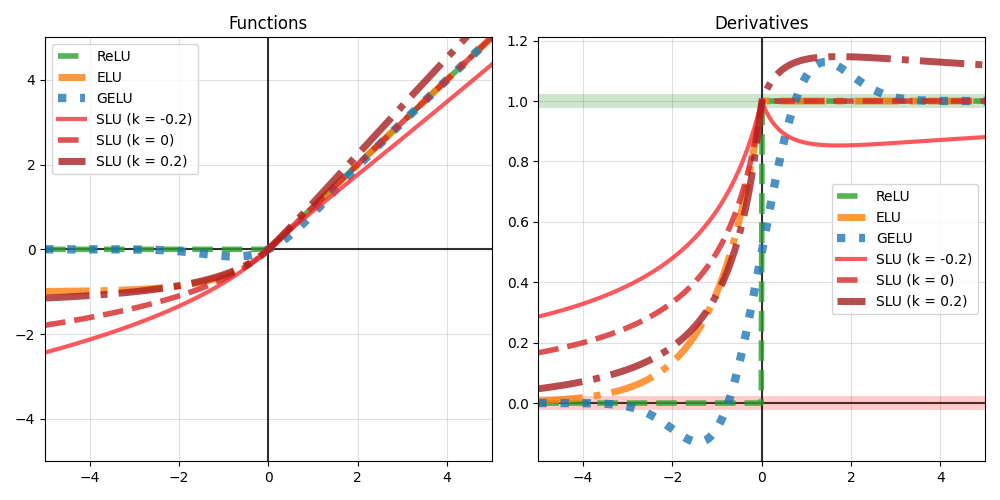 Functions
ReLU
ELU
GELU
SLU (k = -0.2)
SLU (k = 0)
SLU (k = 0.2)
4
2
0
−2
−4
−4
−2
0
2
4
Derivatives
1.2
1.0
0.8
0.6
0.4
0.2
0.0
ReLU
ELU
GELU
SLU (k = -0.2)
SLU (k = 0)
SLU (k = 0.2)
−4
−2
0
2
4